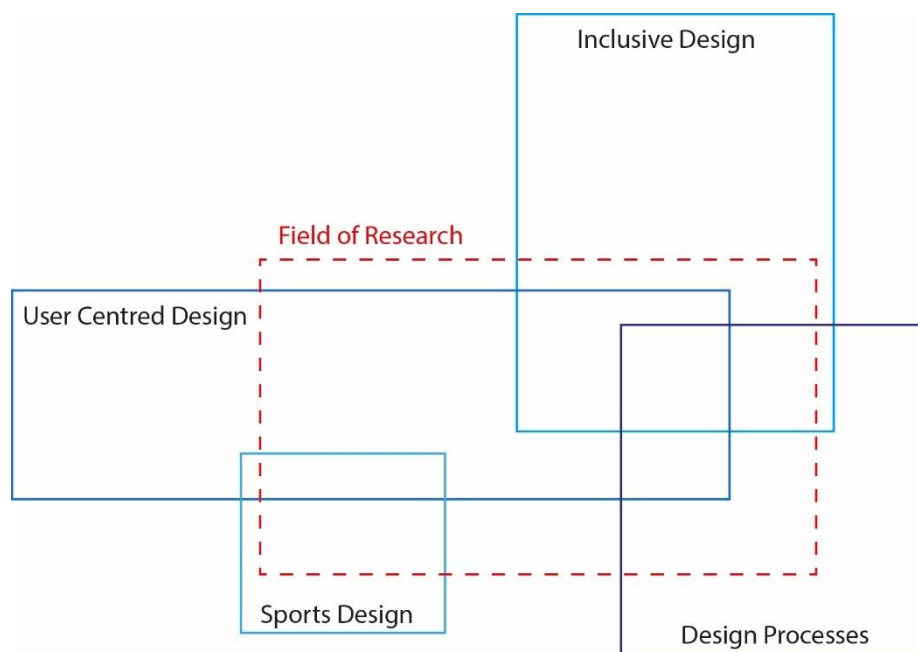 Inclusive Design
Field of Research
User Centred Design
Sports Design
Design Processes